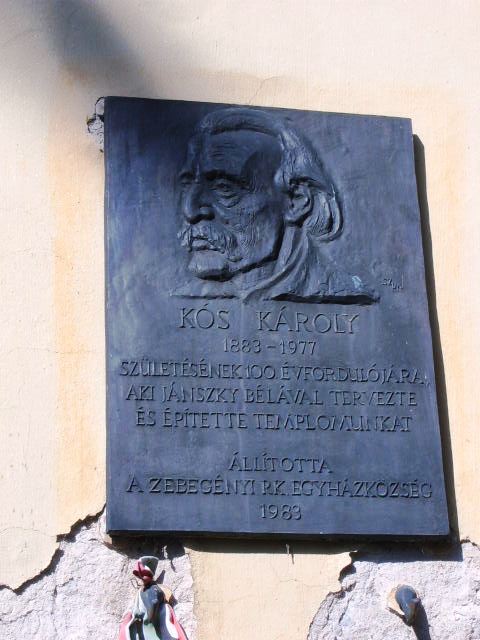 KÓS KÁROLY
1883-1977
SZÜLETÉSÉNEK 100. ÉVFORDULÓJÁRA,
AKI JÁNSZKY BÉLÁVAL TERVEZTE
ÉS ÉPÍTETTE TEMPLOMUNKAT
ÁLLÍTOTTA
A ZEBEGÉNYI RK. EGYHÁZKÖZSÉG
1983